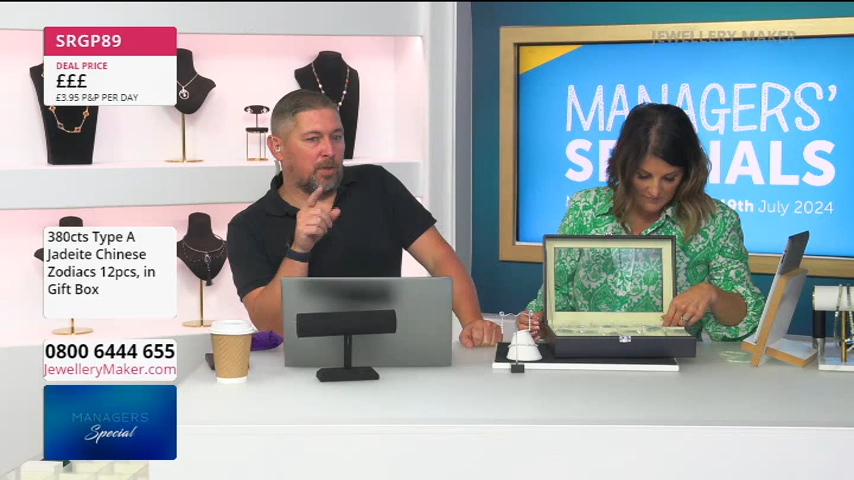 SRGP89
DEAL PRICE
£££
£3.95 P&P PER DAY
380cts Type A
Jadeite Chinese
Zodiacs 12pcs, in
Gift Box
0800 6444 655
JewelleryMaker.com
MANAGERS
Special
JEWELLERY MAKER
MANAGERS'
19th July 2024